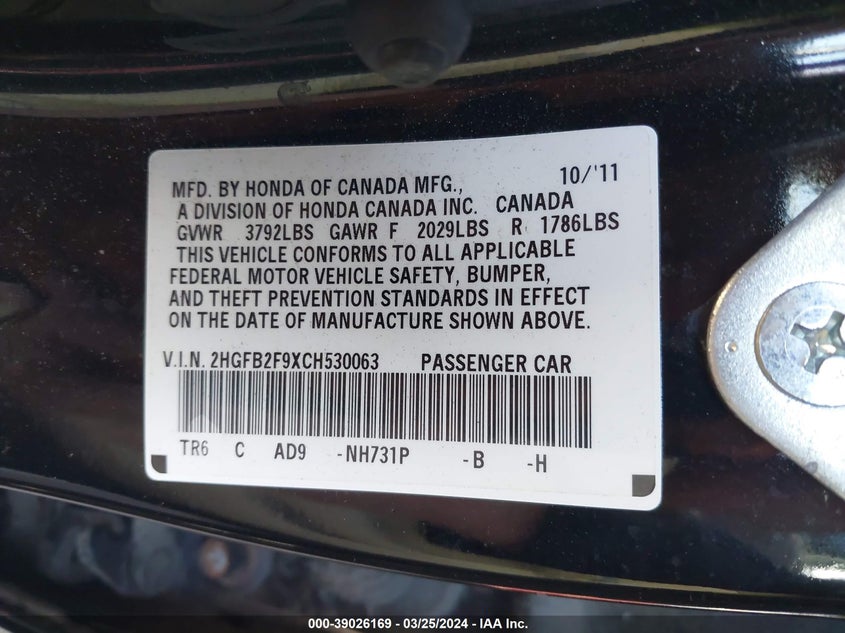 MFD. BY HONDA OF CANADA MFG., 10/'11
A DIVISION OF HONDA CANADA INC. CANADA
GVWR 3792LBS GAWR F 2029LBS R 1786LBS
THIS VEHICLE CONFORMS TO ALL APPLICABLE
FEDERAL MOTOR VEHICLE SAFETY, BUMPER,
AND THEFT PREVENTION STANDARDS IN EFFECT
ON THE DATE OF MANUFACTURE SHOWN ABOVE.
V.I.N. 2HGFB2F9XCH530063 PASSENGER CAR
TR6 C AD9 -NH731P -B -H
000-39026169 — 03/25/2024 — IAA Inc.